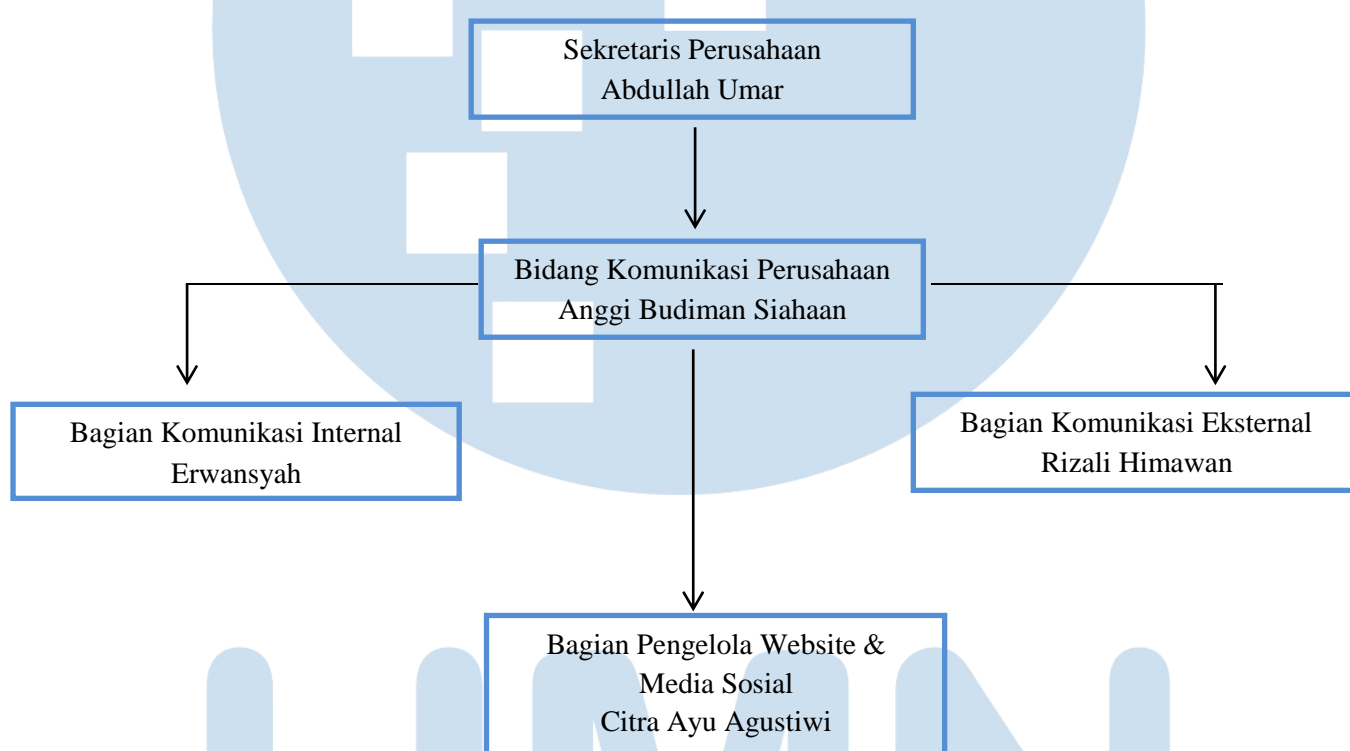 Sekretaris Perusahaan
Abdullah Umar
Bidang Komunikasi Perusahaan
Anggi Budiman Siahaan
Bagian Komunikasi Internal
Erwansyah
Bagian Komunikasi Eksternal
Rizali Himawan
Bagian Pengelola Website &
Media Sosial
Citra Ayu Agustiwi
UMN